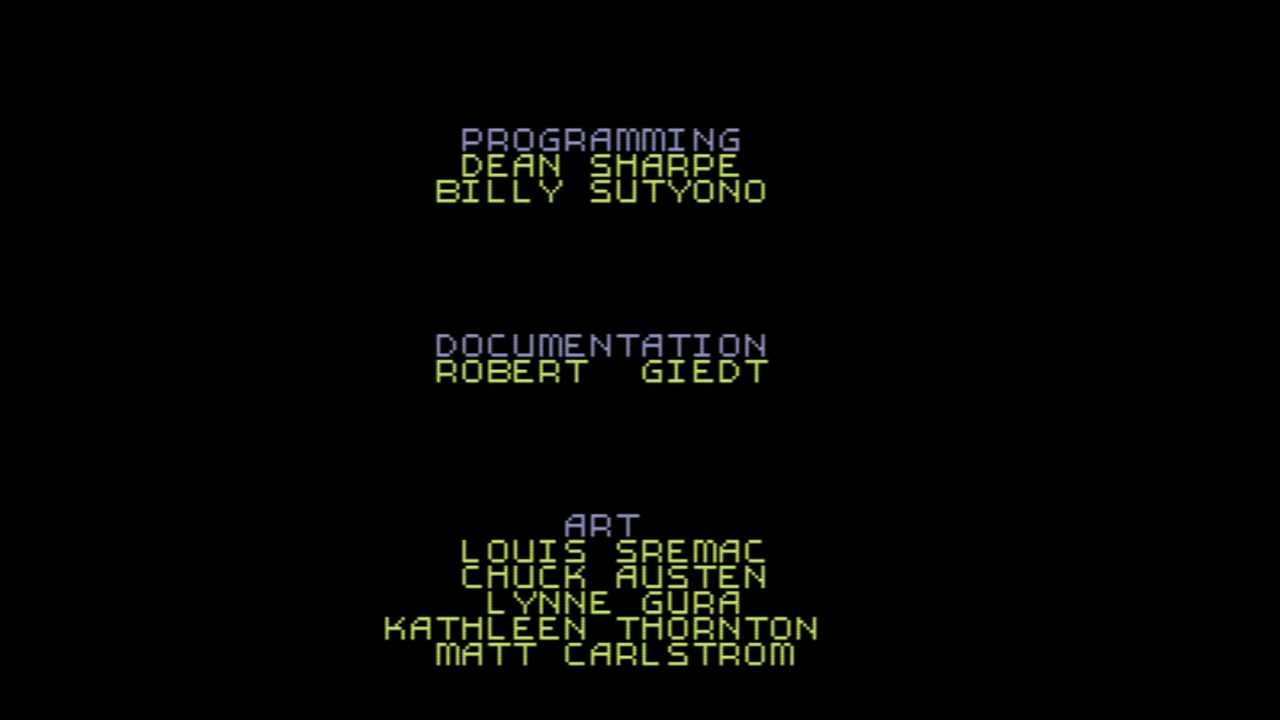 PROGRAMMING
DEAN SHARPE
BILLY SUTYONO
DOCUMENTATION
ROBERT GIEDT
ART
LOUIS SREMAC
CHUCK AUSTEN
LYNNE GURA
KATHLEEN THORNTON
MATT CARLSTROM